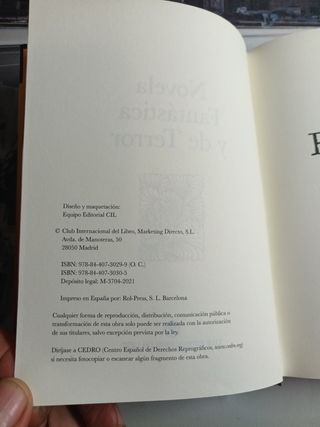 Novela
Fantástica
y de Terror
Diseño y maquetación:
Equipo Editorial CIL
© Club Internacional del Libro, Marketing Directo, S.L.
Avda. de Manoteras, 50
28050 Madrid
ISBN: 978-84-407-3029-9 (O. C.)
ISBN: 978-84-407-3030-5
Depósito legal: M-3704-2021
Impreso en España por: Rol-Press, S. L. Barcelona
Cualquier forma de reproducción, distribución, comunicación pública o
transformación de esta obra solo puede ser realizada con la autorización
de sus titulares, salvo excepción prevista por la ley.
Diríjase a CEDRO (Centro Español de Derechos Reprográficos, www.cedro.org)
si necesita fotocopiar o escanear algún fragmento de esta obra.